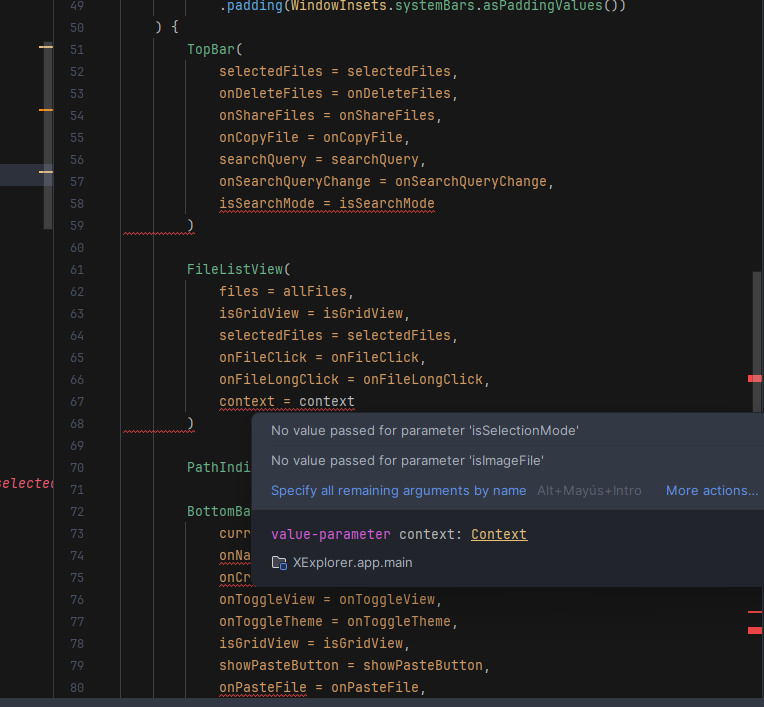 49 .padding(WindowInsets.systemBars.asPaddingValues())
50 ) {
51 TopBar(
52 selectedFiles = selectedFiles,
53 onDeleteFiles = onDeleteFiles,
54 onShareFiles = onShareFiles,
55 onCopyFile = onCopyFile,
56 searchQuery = searchQuery,
57 onSearchQueryChange = onSearchQueryChange,
58 isSearchMode = isSearchMode
59 )
60
61 FileListView(
62 files = allFiles,
63 isGridView = isGridView,
64 selectedFiles = selectedFiles,
65 onFileClick = onFileClick,
66 onFileLongClick = onFileLongClick,
67 context = context
68 )
No value passed for parameter 'isSelectionMode'
69
No value passed for parameter 'isImageFile'
70 PathIndi
selected
71
Specify all remaining arguments by name Alt+Mayús+Intro More actions...
72 BottomBa
73 curr
value-parameter context: Context
74 onNa
XExplorer.app.main
75 onCr
76 onToggleView = onToggleView,
77 onToggleTheme = onToggleTheme,
78 isGridView = isGridView,
79 showPasteButton = showPasteButton,
80 onPasteFile = onPasteFile,